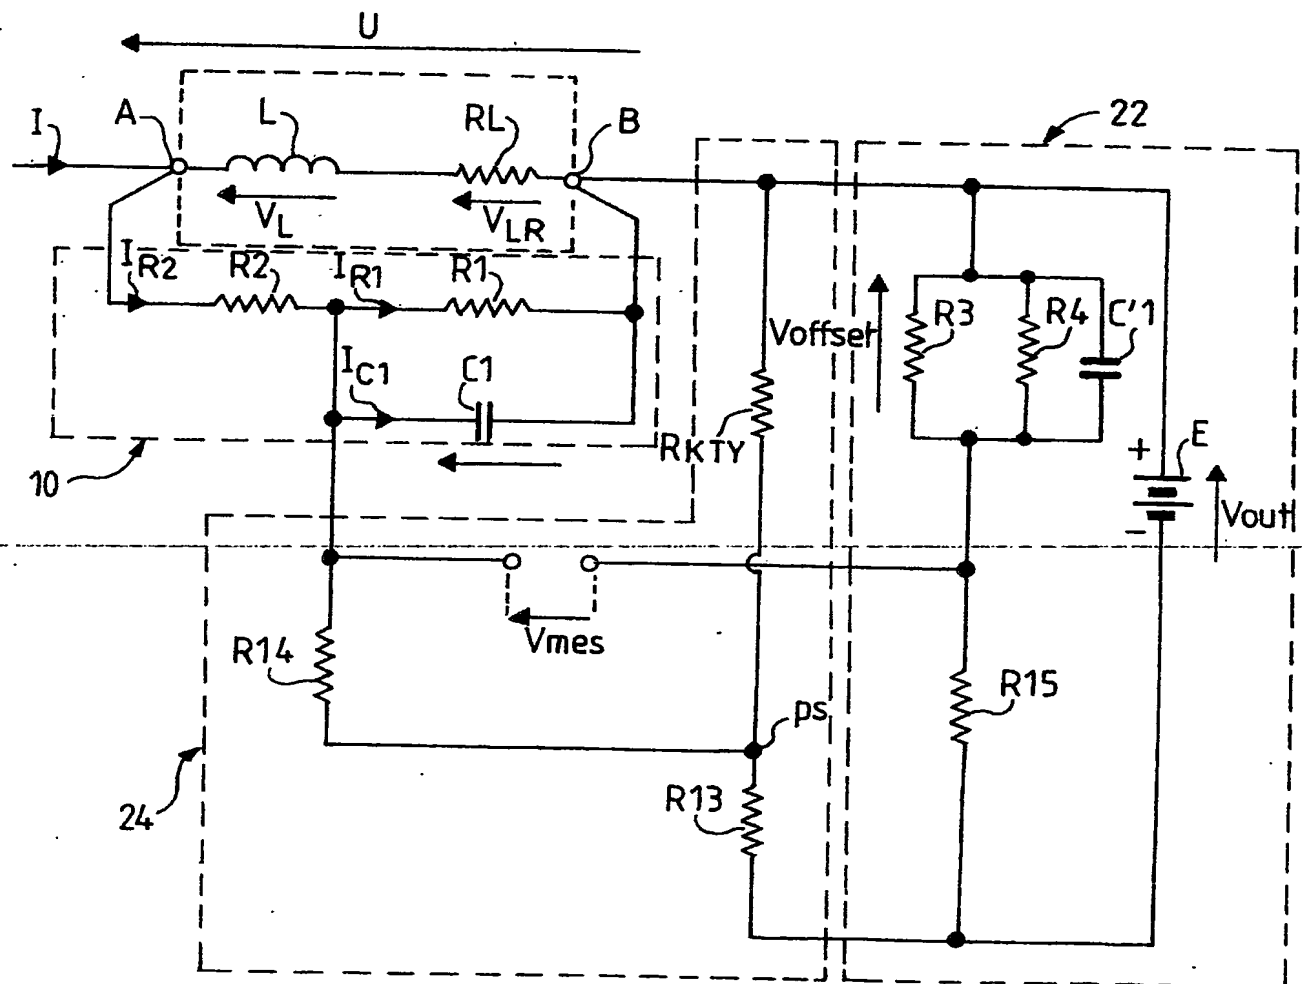 U
I
A
L
RL
B
22
VL
VLR
IR2
R2
IR1
R1
Voffset
R3
R4
C'1
IC1
C1
RKTY
+
E
10
Vout
−
Vmes
R14
R15
ps
R13
24